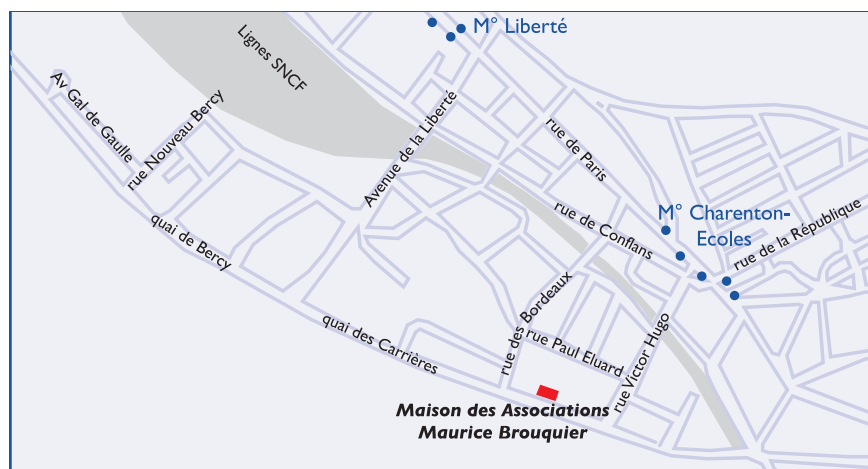 M° Liberté
Lignes SNCF
Av Gal de Gaulle
rue Nouveau Bercy
Avenue de la Liberté
rue de Paris
M° Charenton-
Ecoles
rue de Conflans
rue de la République
quai de Bercy
rue des Bordeaux
quai des Carrières
rue Paul Eluard
rue Victor Hugo
Maison des Associations
Maurice Brouquier